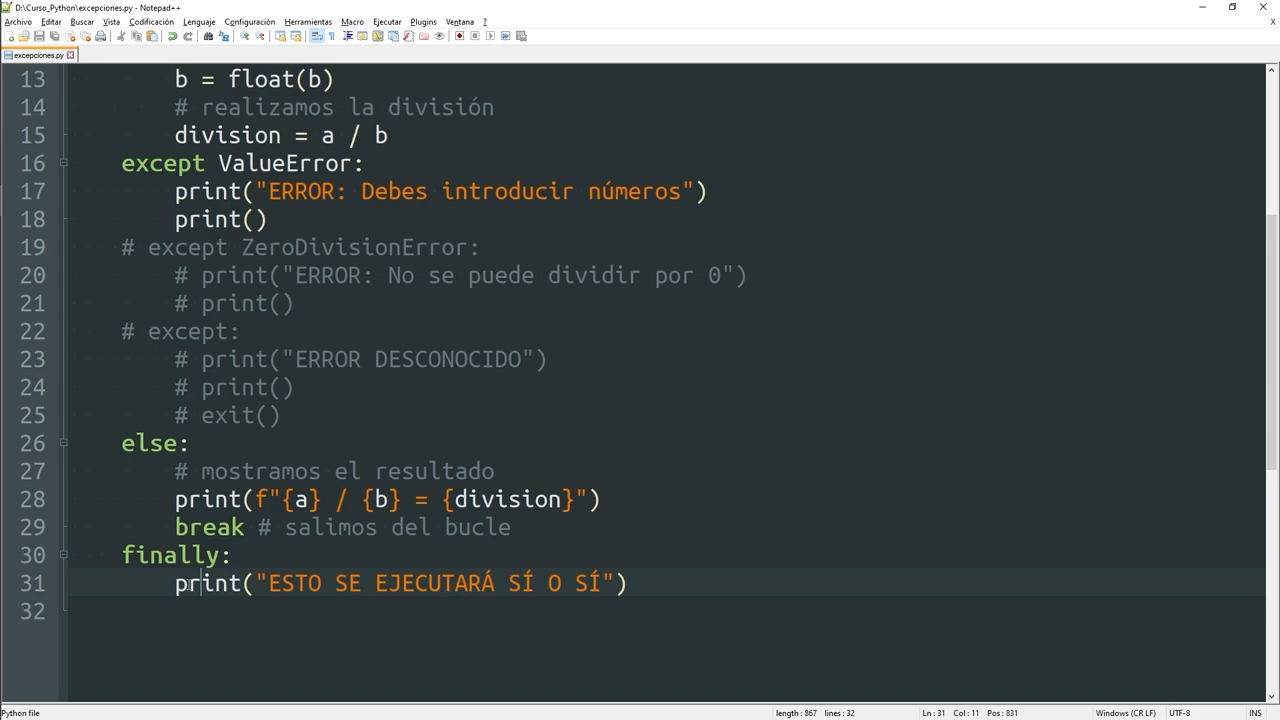 D:\Curso_Python\excepciones.py - Notepad++
Archivo Editar Buscar Vista Codificación Lenguaje Configuración Herramientas Macro Ejecutar Plugins Ventana ? X
excepciones.py
13 b = float(b)
14 # realizamos la división
15 division = a / b
16 except ValueError:
17 print("ERROR: Debes introducir números")
18 print()
19 # except ZeroDivisionError:
20 # print("ERROR: No se puede dividir por 0")
21 # print()
22 # except:
23 # print("ERROR DESCONOCIDO")
24 # print()
25 # exit()
26 else:
27 # mostramos el resultado
28 print(f"{a} / {b} = {division}")
29 break # salimos del bucle
30 finally:
31 print("ESTO SE EJECUTARÁ SÍ O SÍ")
32
Python file length : 867 lines : 32 Ln : 31 Col : 11 Pos : 831 Windows (CR LF) UTF-8 INS